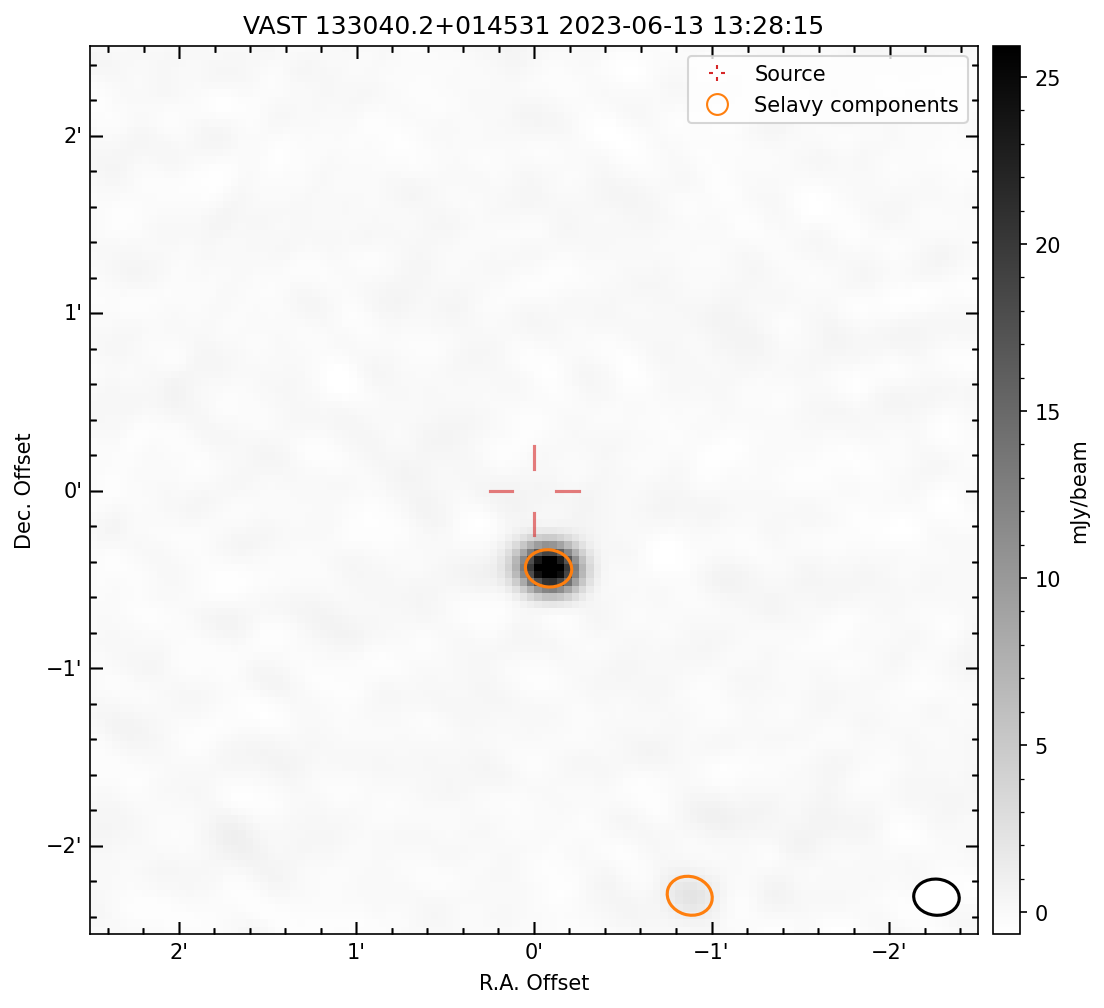 VAST 133040.2+014531 2023-06-13 13:28:15
Source
Selavy components
25
20
15
10
5
0
mJy/beam
2'
1'
0'
−1'
−2'
Dec. Offset
2'
1'
0'
−1'
−2'
R.A. Offset